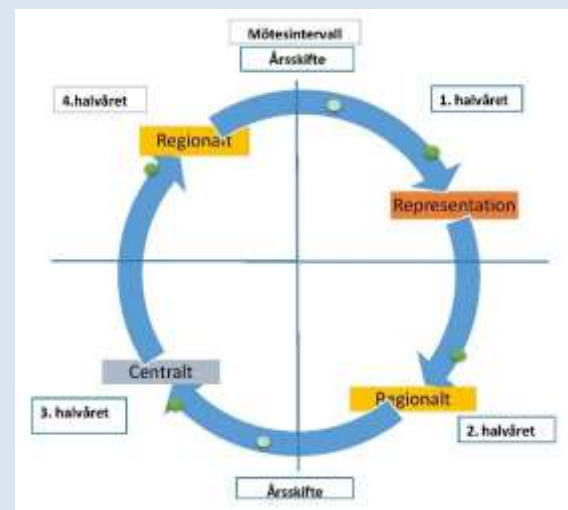 Mötesintervall
Årsskifte
4.halvåret
1. halvåret
Regionalt
Representation
Centralt
Regionalt
3. halvåret
2. halvåret
Årsskifte